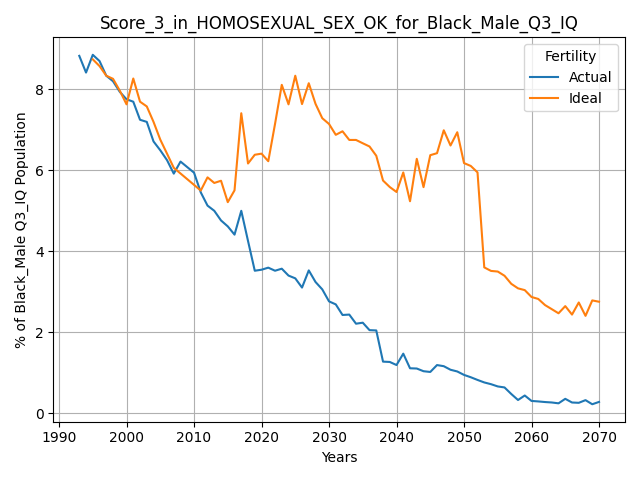 Score_3_in_HOMOSEXUAL_SEX_OK_for_Black_Male_Q3_IQ
Fertility
Actual
Ideal
% of Black_Male Q3_IQ Population
8
6
4
2
0
1990 2000 2010 2020 2030 2040 2050 2060 2070
Years